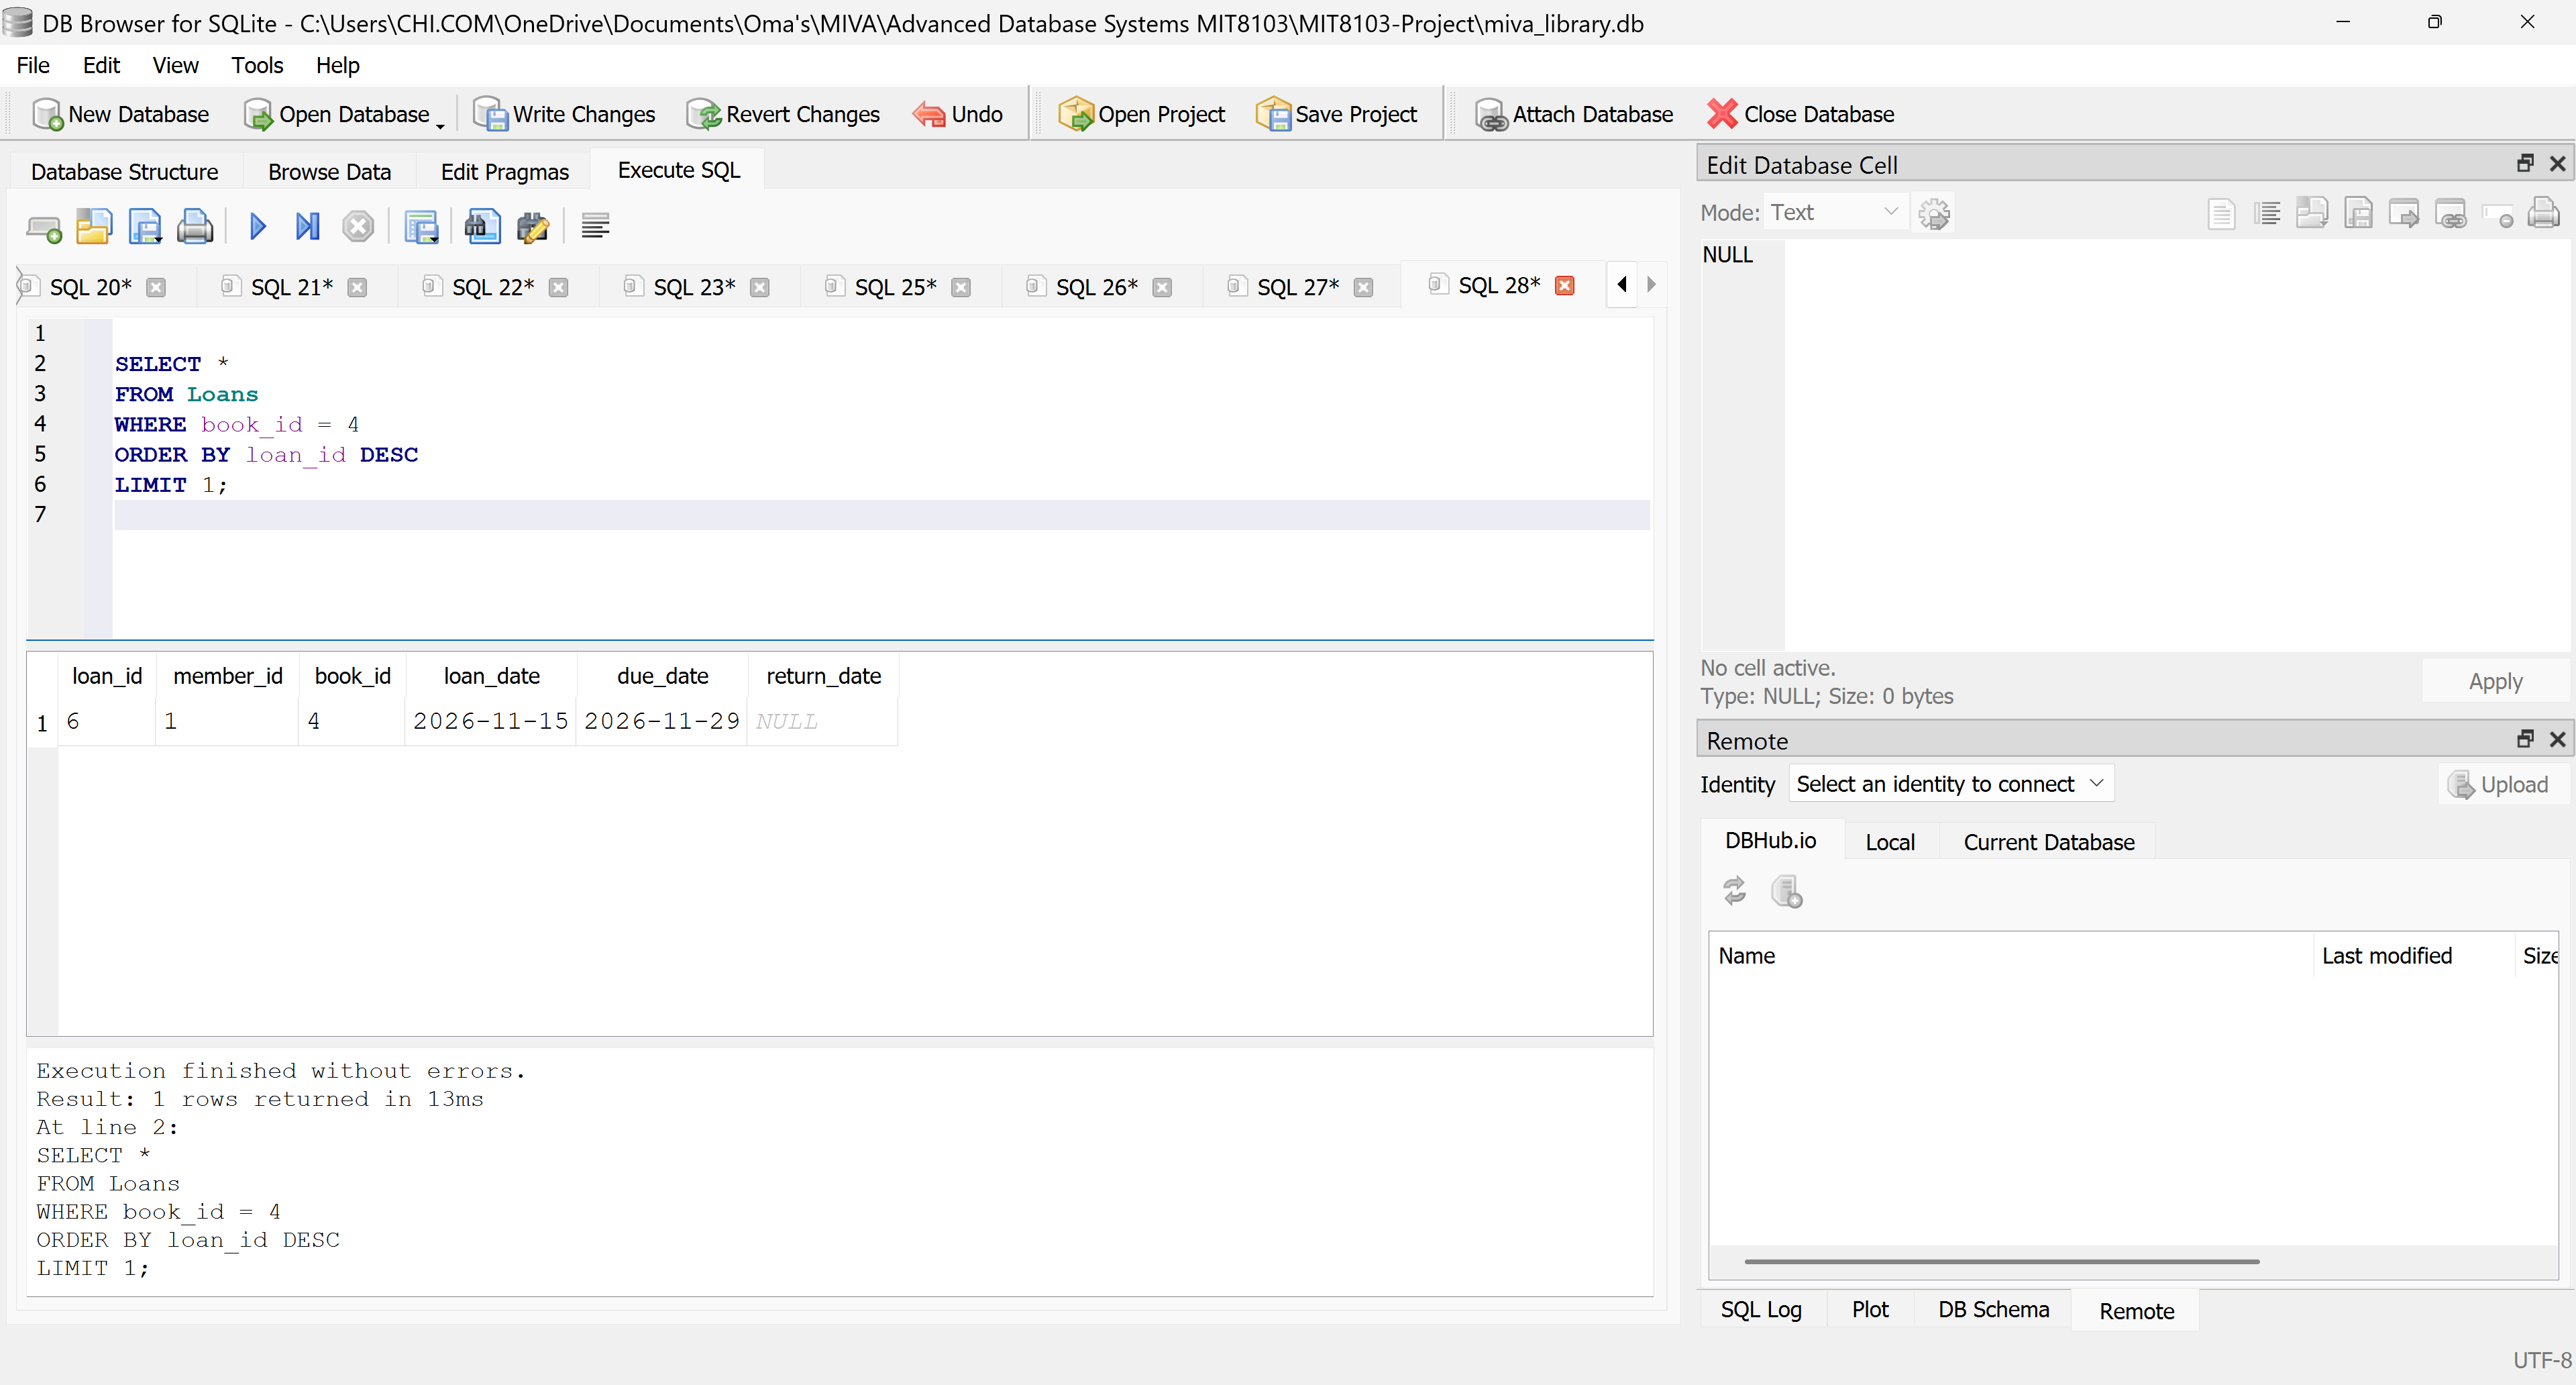 DB Browser for SQLite - C:\Users\CHI.COM\OneDrive\Documents\Oma's\MIVA\Advanced Database Systems MIT8103\MIT8103-Project\miva_library.db
File Edit View Tools Help
New Database Open Database Write Changes Revert Changes Undo Open Project Save Project Attach Database Close Database
Database Structure Browse Data Edit Pragmas Execute SQL
SQL 20* SQL 21* SQL 22* SQL 23* SQL 25* SQL 26* SQL 27* SQL 28*
1
2 SELECT *
3 FROM Loans
4 WHERE book_id = 4
5 ORDER BY loan_id DESC
6 LIMIT 1;
7
loan_id member_id book_id loan_date due_date return_date
1 6 1 4 2026-11-15 2026-11-29 NULL
Execution finished without errors.
Result: 1 rows returned in 13ms
At line 2:
SELECT *
FROM Loans
WHERE book_id = 4
ORDER BY loan_id DESC
LIMIT 1;
Edit Database Cell
Mode: Text
NULL
No cell active.
Type: NULL; Size: 0 bytes
Apply
Remote
Identity Select an identity to connect Upload
DBHub.io Local Current Database
Name Last modified Size
SQL Log Plot DB Schema Remote
UTF-8